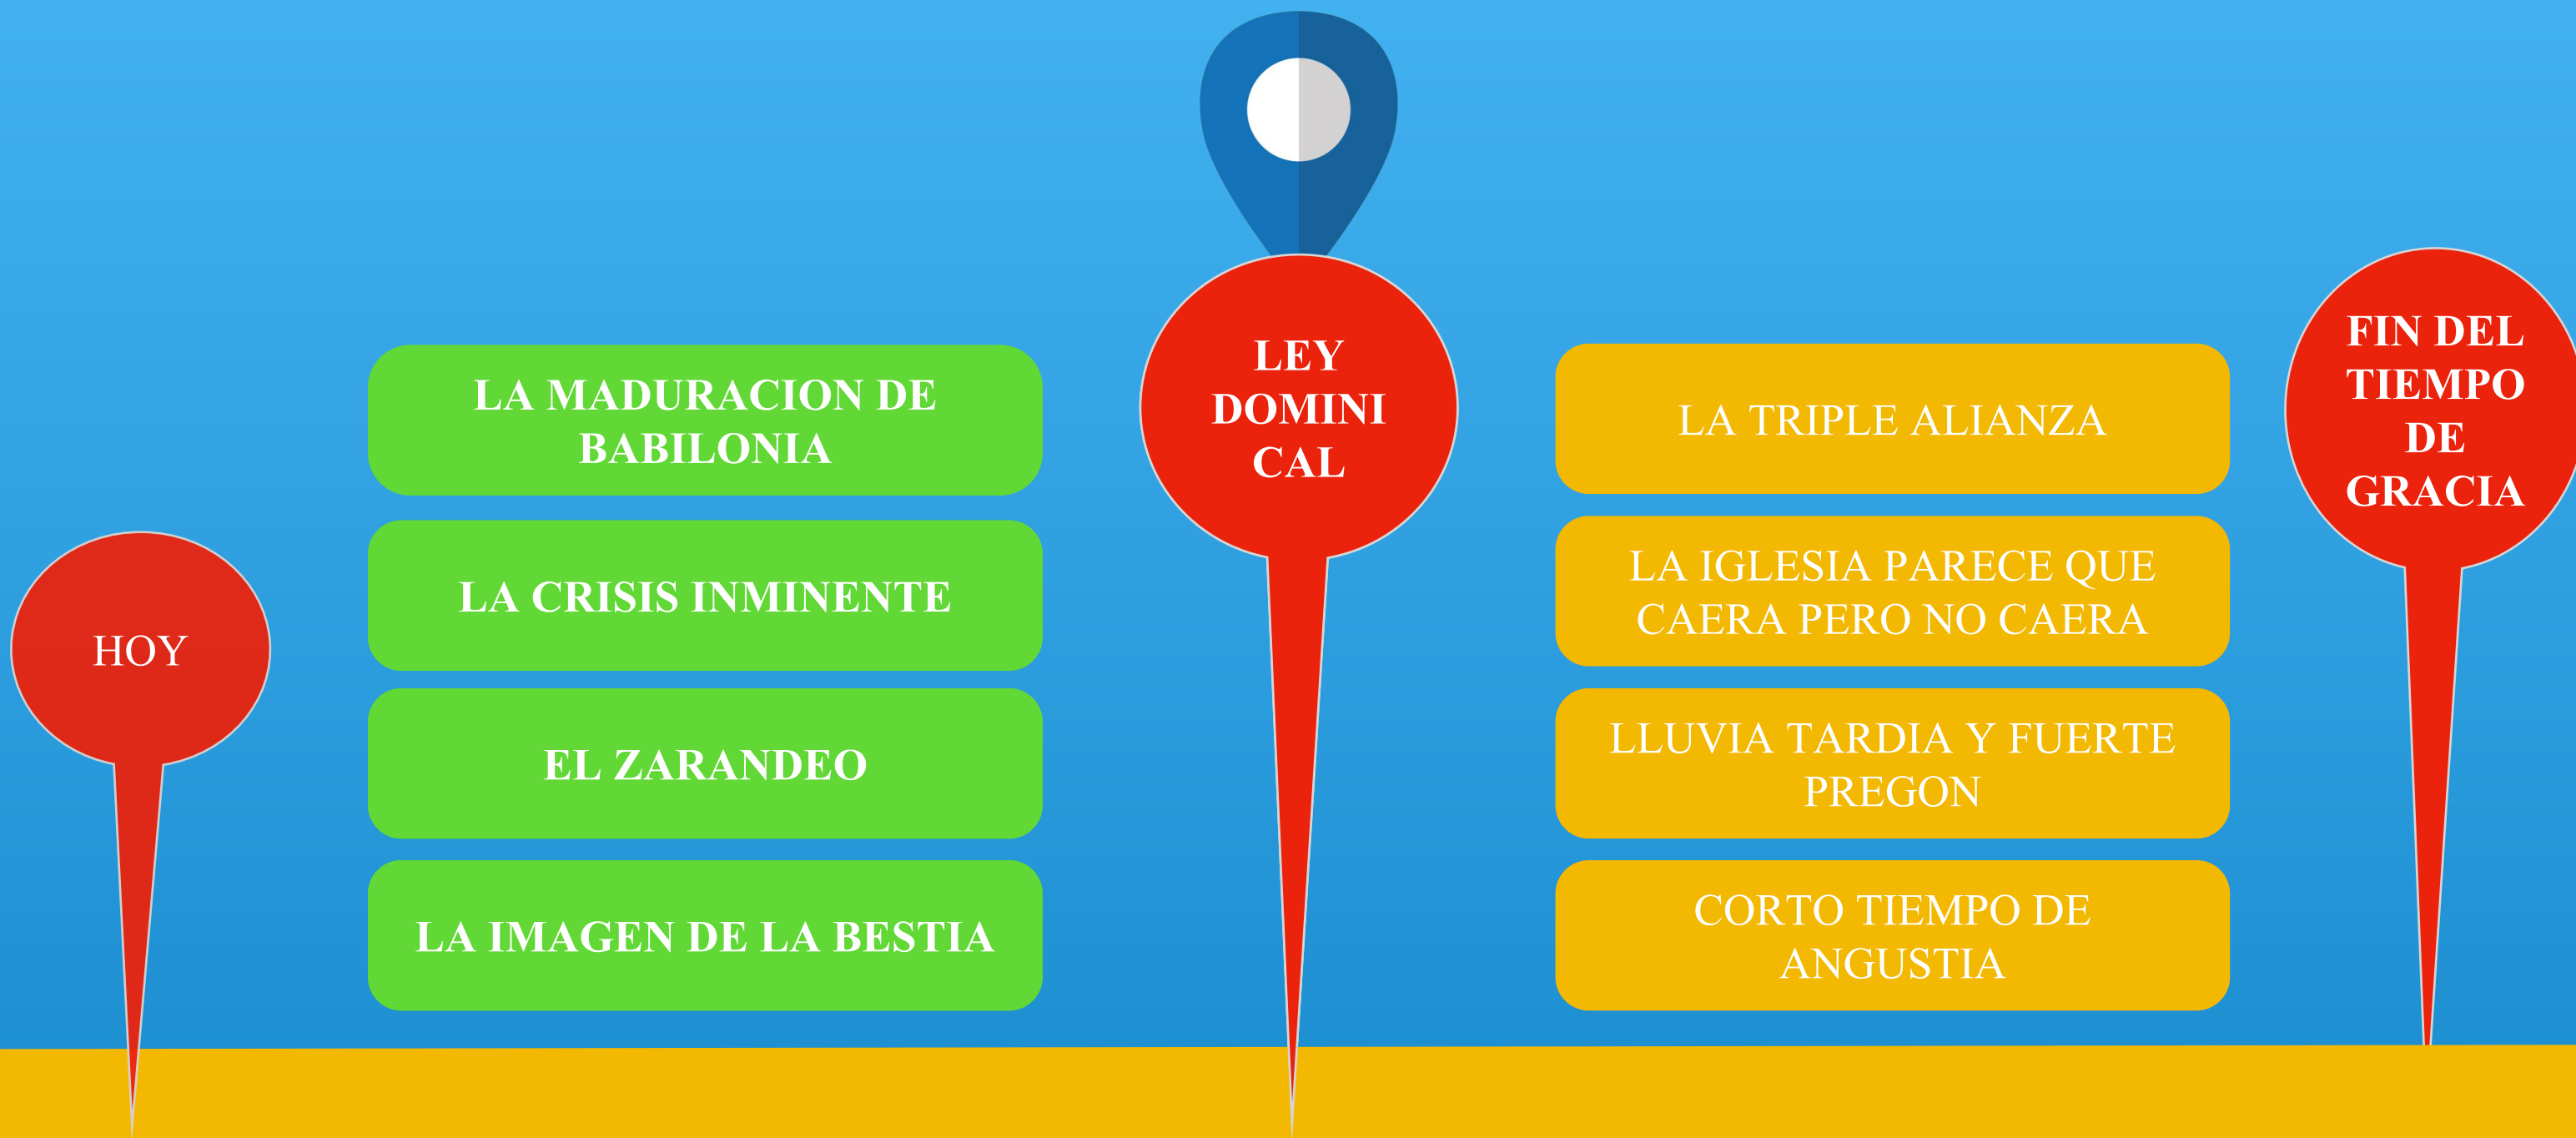 HOY
LA MADURACION DE
BABILONIA
LA CRISIS INMINENTE
EL ZARANDEO
LA IMAGEN DE LA BESTIA
LEY
DOMINI
CAL
LA TRIPLE ALIANZA
LA IGLESIA PARECE QUE
CAERA PERO NO CAERA
LLUVIA TARDIA Y FUERTE
PREGON
CORTO TIEMPO DE
ANGUSTIA
FIN DEL
TIEMPO
DE
GRACIA